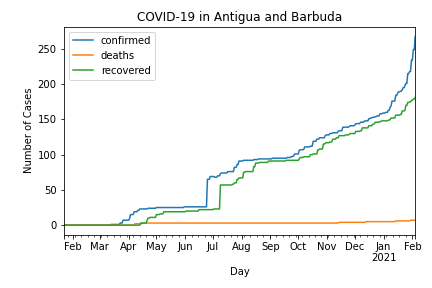 COVID-19 in Antigua and Barbuda
confirmed
deaths
recovered
Number of Cases
250
200
150
100
50
0
Feb Mar Apr May Jun Jul Aug Sep Oct Nov Dec Jan Feb
2021
Day